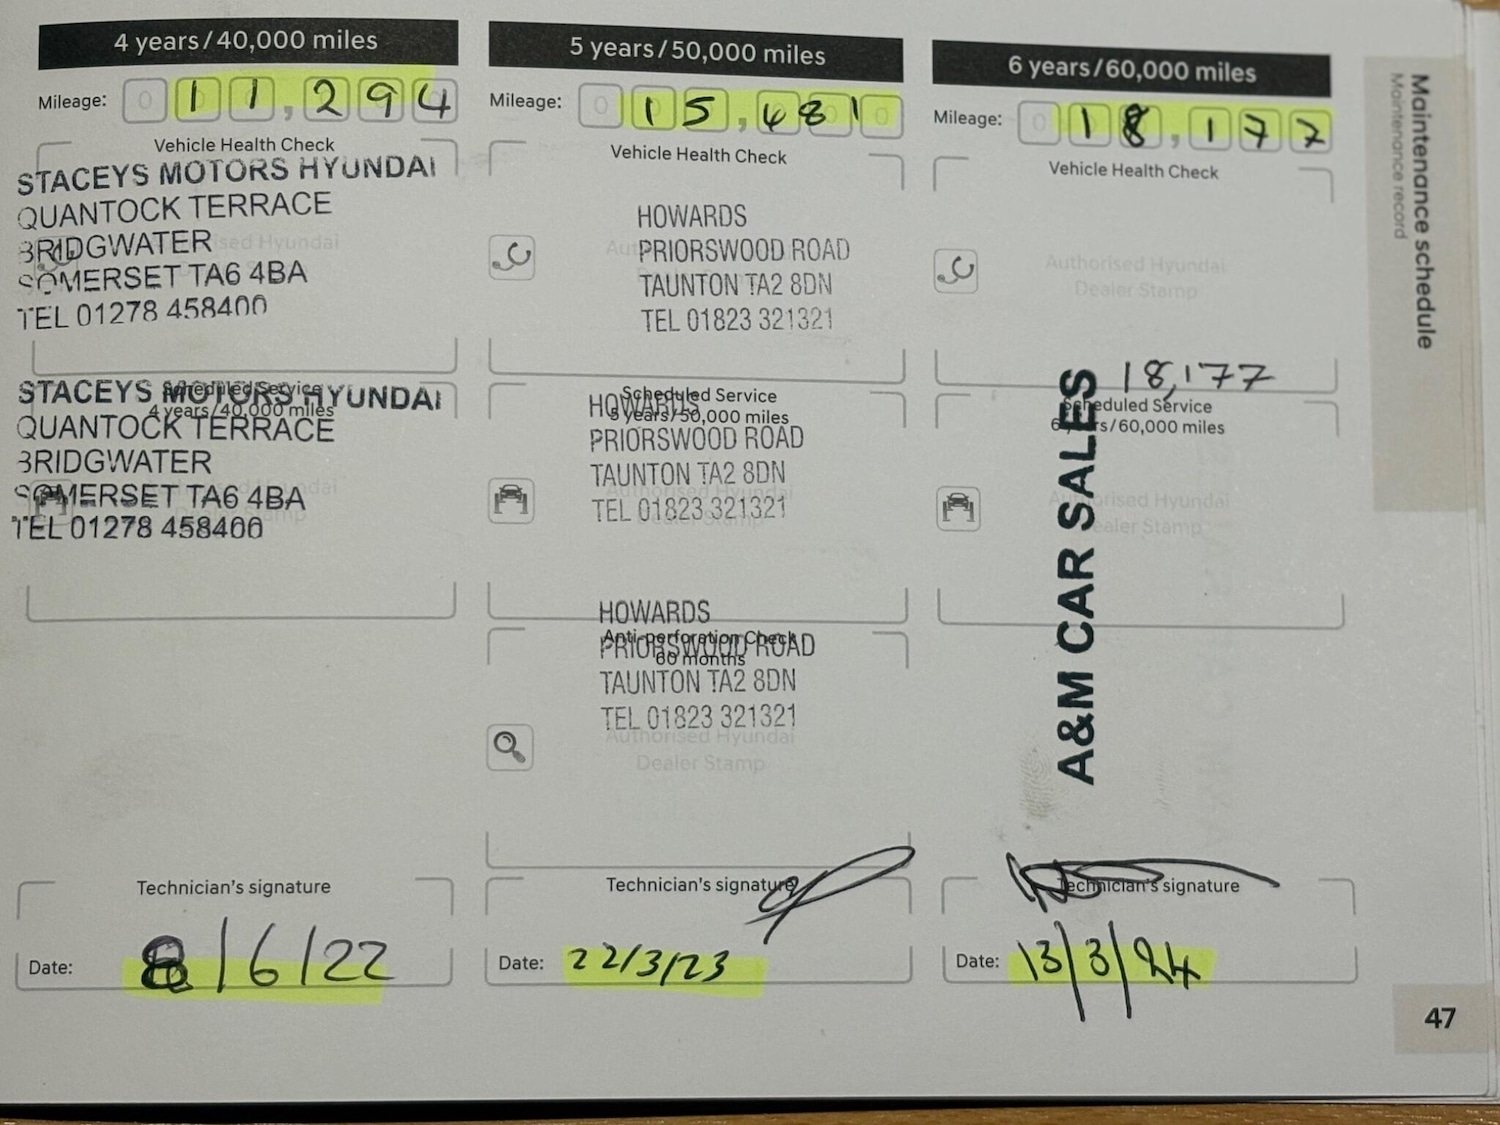 4 years/40,000 miles
Mileage: 11,294
Vehicle Health Check
STACEYS MOTORS HYUNDAI
QUANTOCK TERRACE
BRIDGWATER
SOMERSET TA6 4BA
TEL 01278 458400
Scheduled Service
4 years/40,000 miles
STACEYS MOTORS HYUNDAI
QUANTOCK TERRACE
BRIDGWATER
SOMERSET TA6 4BA
TEL 01278 458400
Technician's signature
Date: 8/6/22
5 years/50,000 miles
Mileage: 15,481
Vehicle Health Check
HOWARDS
PRIORSWOOD ROAD
TAUNTON TA2 8DN
TEL 01823 321321
Scheduled Service
5 years/50,000 miles
HOWARDS
PRIORSWOOD ROAD
TAUNTON TA2 8DN
TEL 01823 321321
Authorised Hyundai
Dealer Stamp
HOWARDS
Anti-perforation Check
60 months
PRIORSWOOD ROAD
TAUNTON TA2 8DN
TEL 01823 321321
Authorised Hyundai
Dealer Stamp
Technician's signature
Date: 22/3/23
6 years/60,000 miles
Mileage: 18,177
Vehicle Health Check
Authorised Hyundai
Dealer Stamp
18,177
Scheduled Service
6 years/60,000 miles
Authorised Hyundai
Dealer Stamp
A&M CAR SALES
Technician's signature
Date: 13/3/24
Maintenance schedule
Maintenance record
47